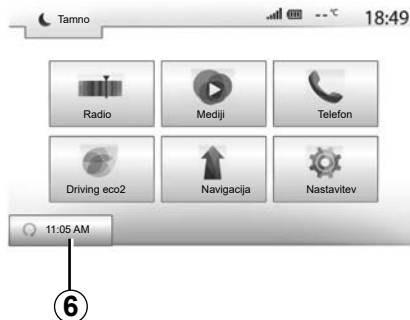 Tamno
--°C
18:49
Radio
Mediji
Telefon
Driving eco2
Navigacija
Nastavitev
11:05 AM
6